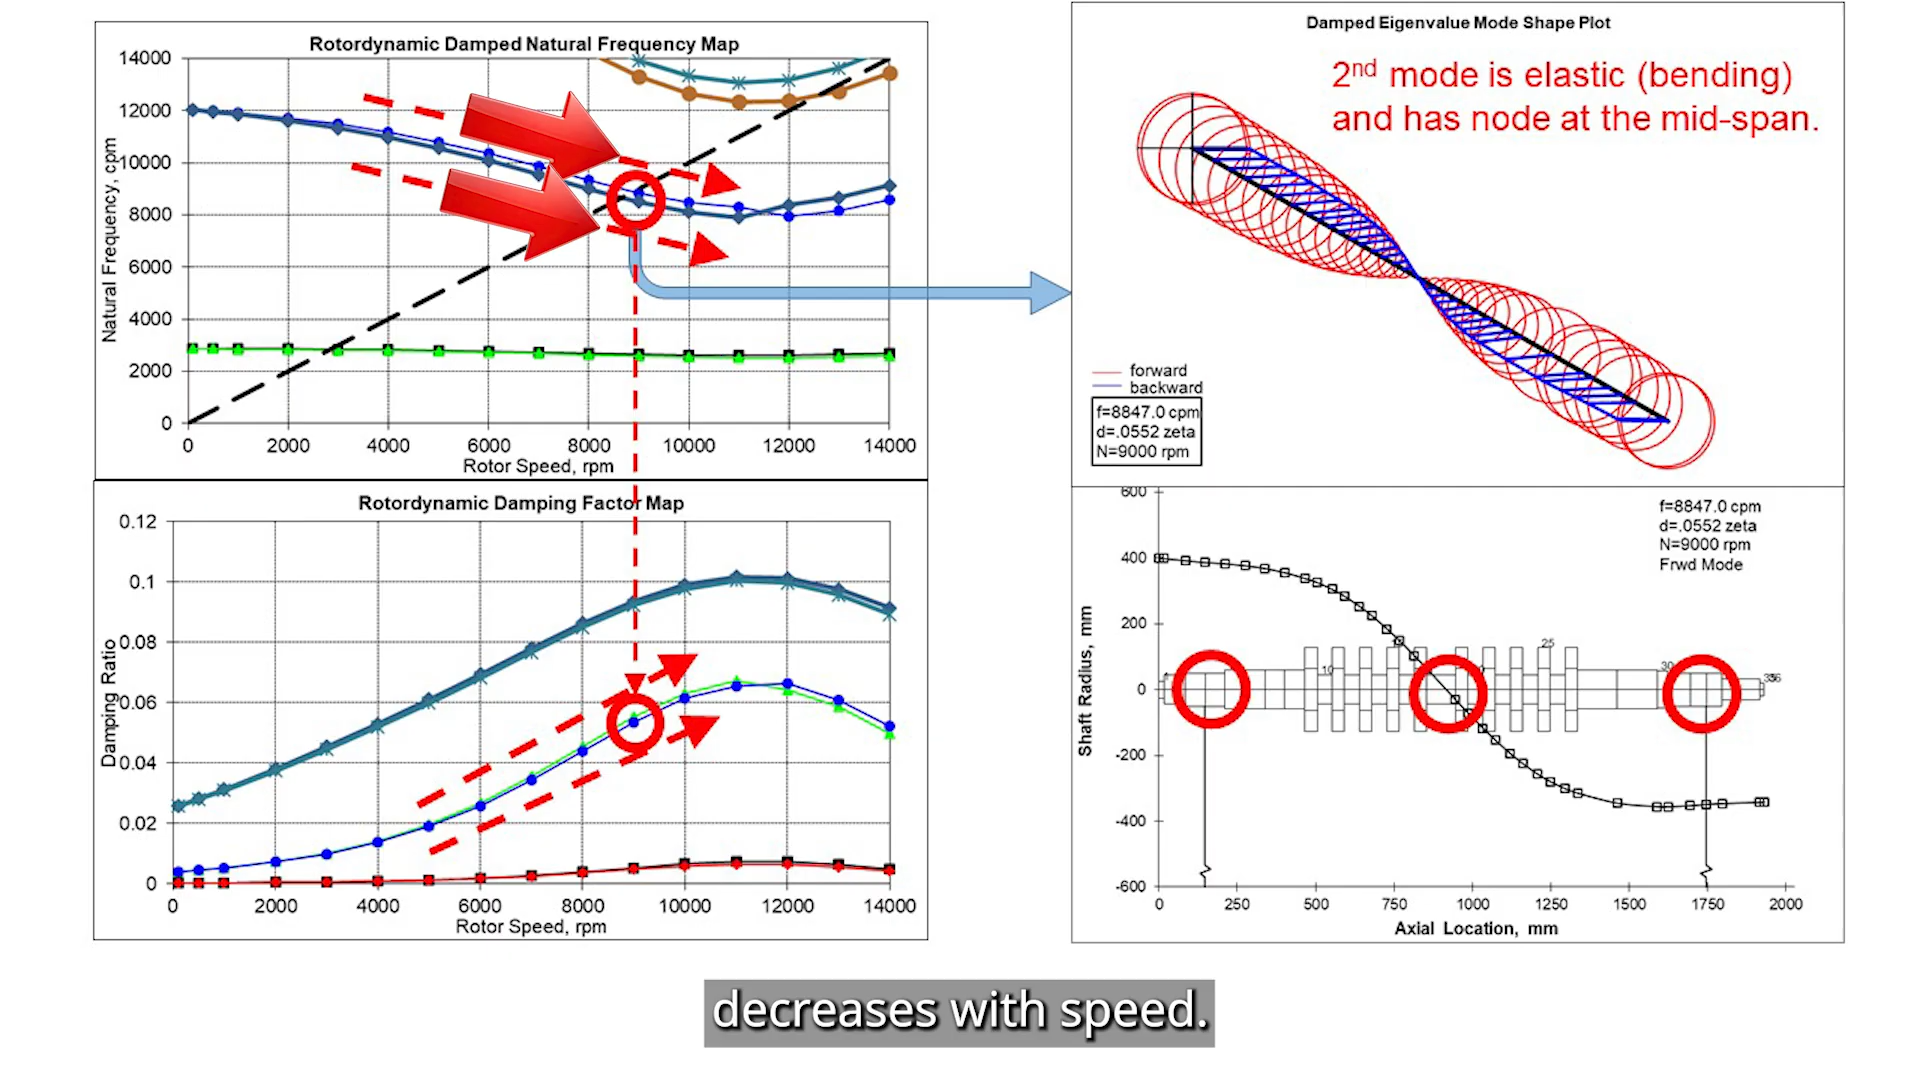 Rotordynamic Damped Natural Frequency Map
14000
12000
10000
8000
6000
4000
2000
0
Natural Frequency, cpm
0 2000 4000 6000 8000 10000 12000 14000
Rotor Speed, rpm
Rotordynamic Damping Factor Map
0.12
0.1
0.08
0.06
0.04
0.02
0
Damping Ratio
0 2000 4000 6000 8000 10000 12000 14000
Rotor Speed, rpm
Damped Eigenvalue Mode Shape Plot
2nd mode is elastic (bending)
and has node at the mid-span.
forward
backward
f=8847.0 cpm
d=.0552 zeta
N=9000 rpm
f=8847.0 cpm
d=.0552 zeta
N=9000 rpm
Frwd Mode
600
400
200
0
-200
-400
-600
Shaft Radius, mm
10
25
30
0 250 500 750 1000 1250 1500 1750 2000
Axial Location, mm
decreases with speed.